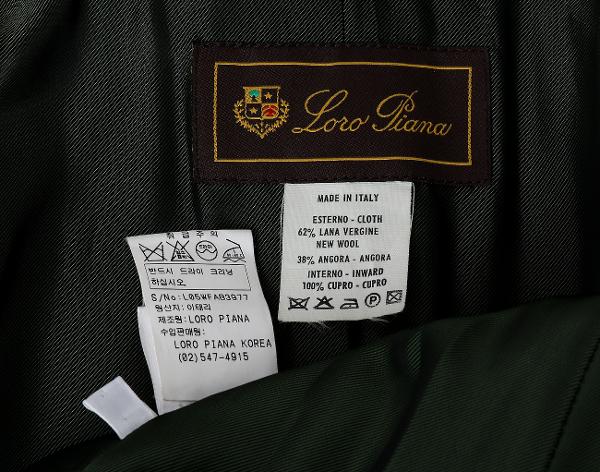 Loro Piana
MADE IN ITALY
ESTERNO - CLOTH
62% LANA VERGINE
NEW WOOL
38% ANGORA - ANGORA
INTERNO - INWARD
100% CUPRO - CUPRO
P
취급주의
반드시 드라이 크리닝
하십시오
S/No: L05WFAB3977
원산지: 이태리
제조원: LORO PIANA
수입판매원:
LORO PIANA KOREA
(02)547-4915